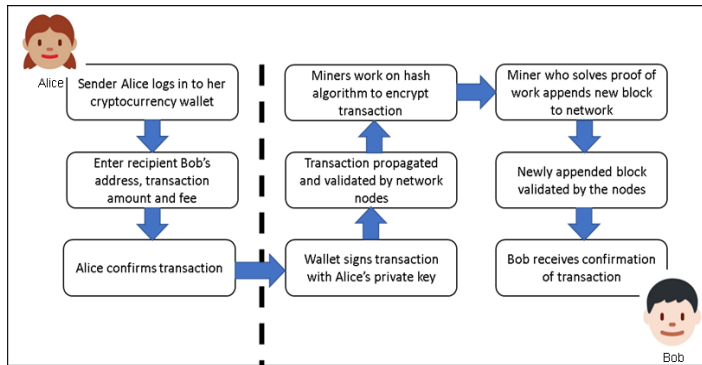 Alice
Sender Alice logs in to her
cryptocurrency wallet
Enter recipient Bob's
address, transaction
amount and fee
Alice confirms transaction
Wallet signs transaction
with Alice's private key
Transaction propagated
and validated by network
nodes
Miners work on hash
algorithm to encrypt
transaction
Miner who solves proof of
work appends new block
to network
Newly appended block
validated by the nodes
Bob receives confirmation
of transaction
Bob